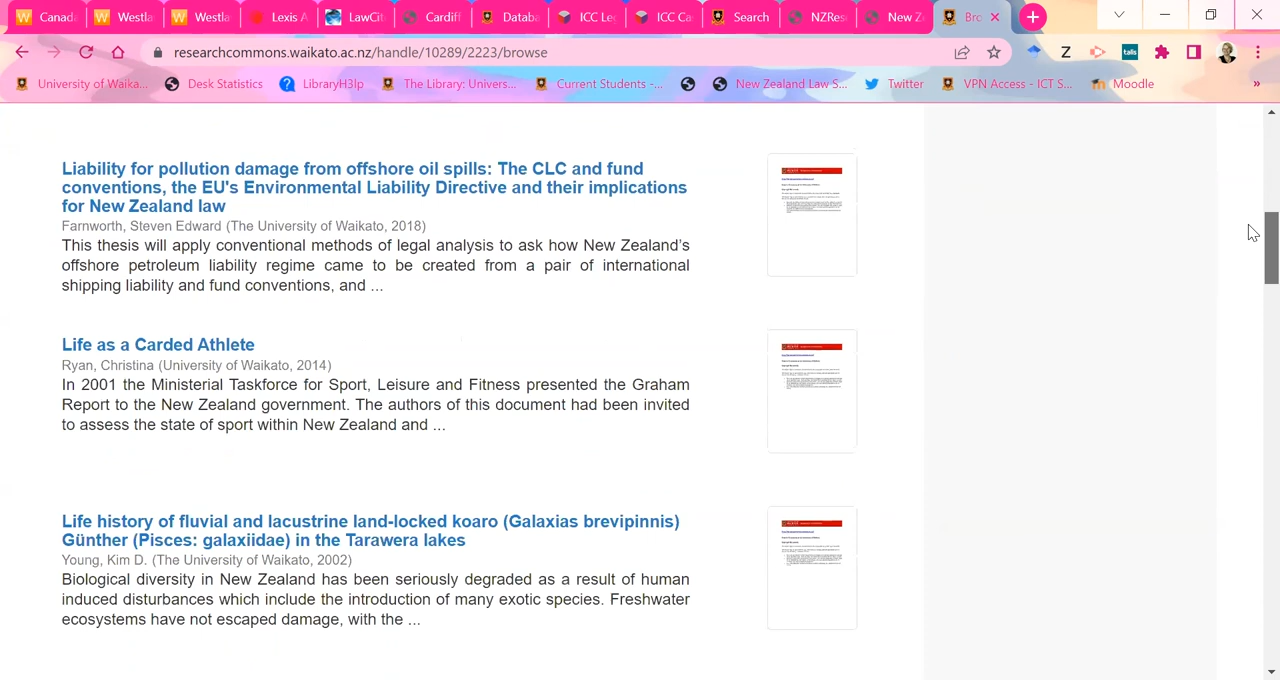 Canad
Westla
Westla
Lexis A
LawCit
Cardiff
Databa
ICC Le
ICC Ca
Search
NZRes
New Z
Bro
researchcommons.waikato.ac.nz/handle/10289/2223/browse
Z
talis
University of Waika...
Desk Statistics
LibraryH3lp
The Library: Univers...
Current Students -...
New Zealand Law S...
Twitter
VPN Access - ICT S...
Moodle
»
Liability for pollution damage from offshore oil spills: The CLC and fund
conventions, the EU's Environmental Liability Directive and their implications
for New Zealand law
Farnworth, Steven Edward (The University of Waikato, 2018)
This thesis will apply conventional methods of legal analysis to ask how New Zealand’s
offshore petroleum liability regime came to be created from a pair of international
shipping liability and fund conventions, and ...
Life as a Carded Athlete
Ryan, Christina (University of Waikato, 2014)
In 2001 the Ministerial Taskforce for Sport, Leisure and Fitness presented the Graham
Report to the New Zealand government. The authors of this document had been invited
to assess the state of sport within New Zealand and ...
Life history of fluvial and lacustrine land-locked koaro (Galaxias brevipinnis)
Günther (Pisces: galaxiidae) in the Tarawera lakes
Young, Kim D. (The University of Waikato, 2002)
Biological diversity in New Zealand has been seriously degraded as a result of human
induced disturbances which include the introduction of many exotic species. Freshwater
ecosystems have not escaped damage, with the ...